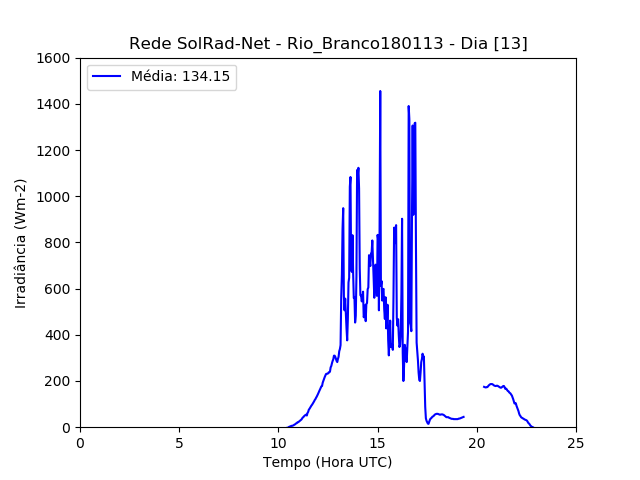 Rede SolRad-Net - Rio_Branco180113 - Dia [13]
Média: 134.15
Irradiância (Wm-2)
1600
1400
1200
1000
800
600
400
200
0
0 5 10 15 20 25
Tempo (Hora UTC)